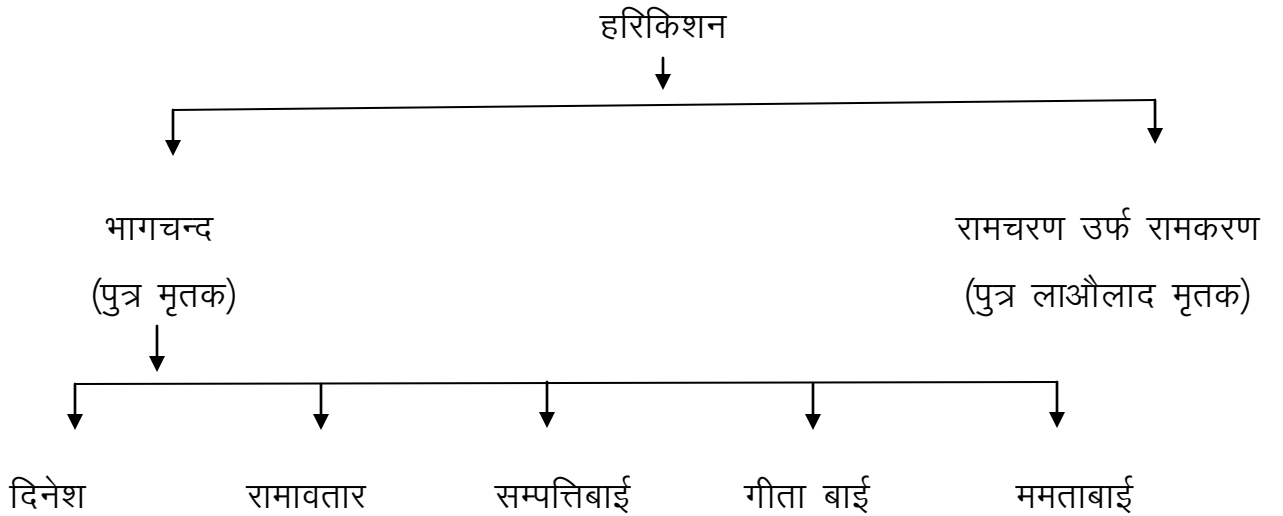 हरिकिशन
भागचन्द रामचरण उर्फ रामकरण
(पुत्र मृतक) (पुत्र लाऔलाद मृतक)
दिनेश रामावतार सम्पत्तिबाई गीता बाई ममताबाई